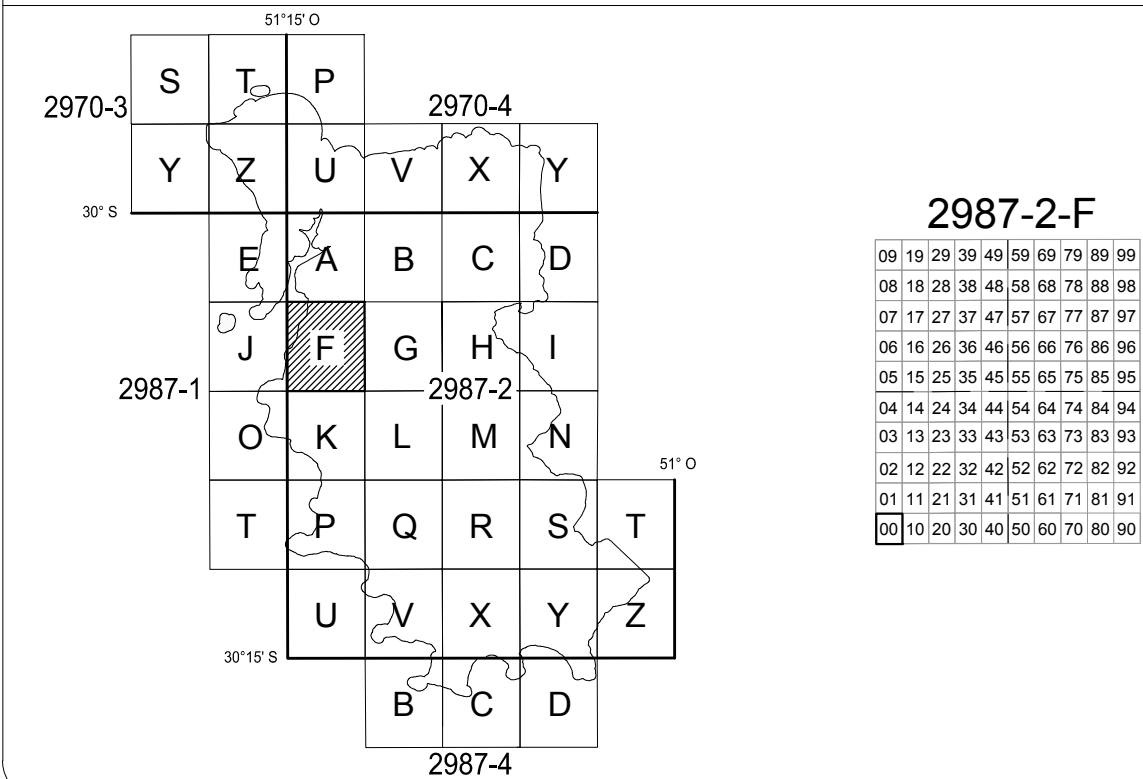 51°15' O
S T P
2970-3 2970-4
Y Z U V X Y
30° S
E A B C D
J F G H I
2987-1 2987-2
O K L M N
51° O
T P Q R S T
U V X Y Z
30°15' S
B C D
2987-4
2987-2-F
09 19 29 39 49 59 69 79 89 99
08 18 28 38 48 58 68 78 88 98
07 17 27 37 47 57 67 77 87 97
06 16 26 36 46 56 66 76 86 96
05 15 25 35 45 55 65 75 85 95
04 14 24 34 44 54 64 74 84 94
03 13 23 33 43 53 63 73 83 93
02 12 22 32 42 52 62 72 82 92
01 11 21 31 41 51 61 71 81 91
00 10 20 30 40 50 60 70 80 90